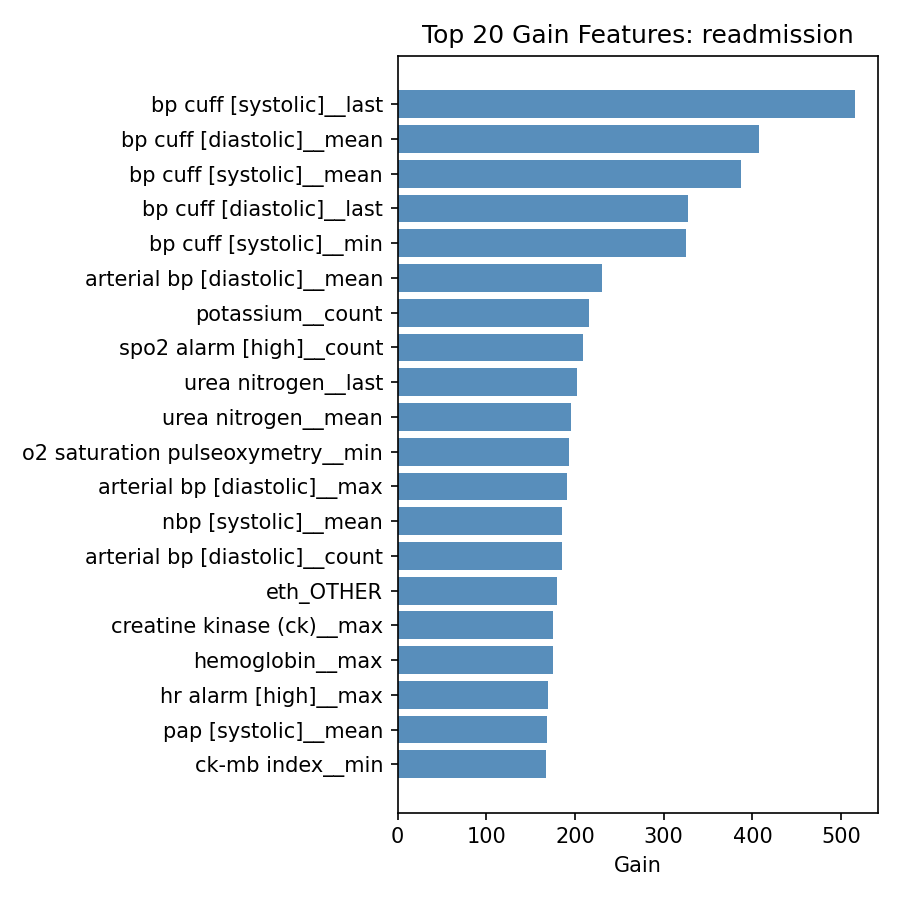 Top 20 Gain Features: readmission
bp cuff [systolic]__last
bp cuff [diastolic]__mean
bp cuff [systolic]__mean
bp cuff [diastolic]__last
bp cuff [systolic]__min
arterial bp [diastolic]__mean
potassium__count
spo2 alarm [high]__count
urea nitrogen__last
urea nitrogen__mean
o2 saturation pulseoxymetry__min
arterial bp [diastolic]__max
nbp [systolic]__mean
arterial bp [diastolic]__count
eth_OTHER
creatine kinase (ck)__max
hemoglobin__max
hr alarm [high]__max
pap [systolic]__mean
ck-mb index__min
0 100 200 300 400 500
Gain